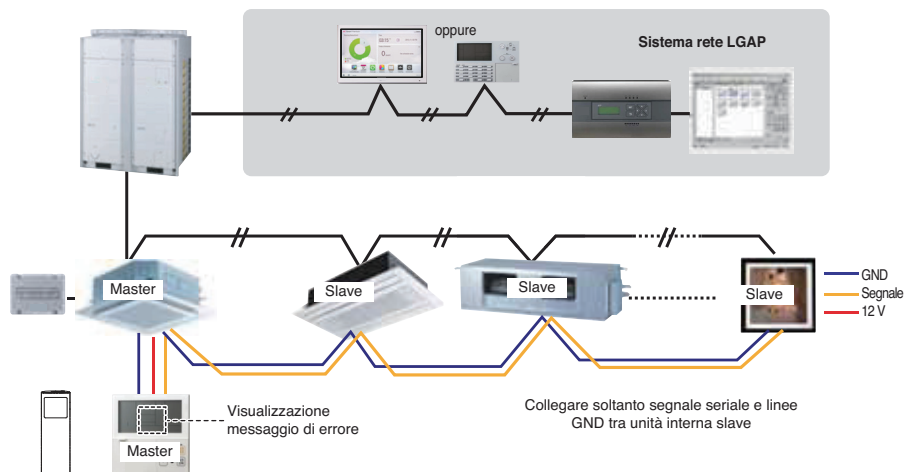 oppure
Sistema rete LGAP
Master
Slave
Slave
Slave
GND
Segnale
12 V
Visualizzazione
messaggio di errore
Master
Collegare soltanto segnale seriale e linee
GND tra unità interna slave